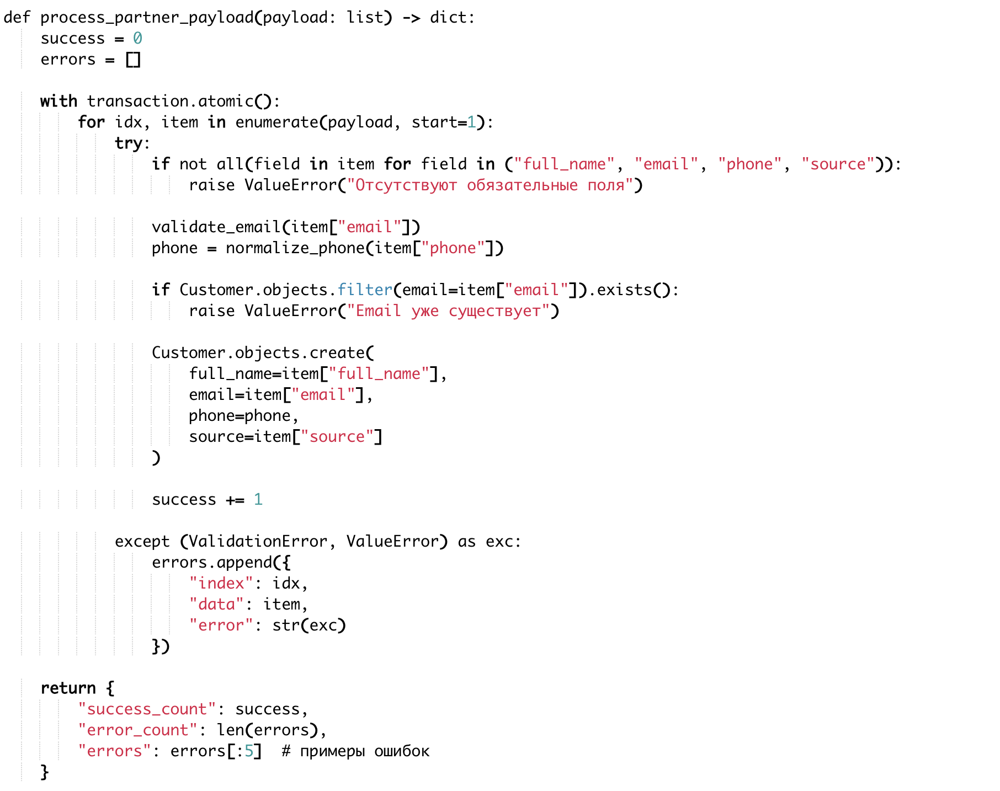 def process_partner_payload(payload: list) -> dict:
    success = 0
    errors = []

    with transaction.atomic():
        for idx, item in enumerate(payload, start=1):
            try:
                if not all(field in item for field in ("full_name", "email", "phone", "source")):
                    raise ValueError("Отсутствуют обязательные поля")

                validate_email(item["email"])
                phone = normalize_phone(item["phone"])

                if Customer.objects.filter(email=item["email"]).exists():
                    raise ValueError("Email уже существует")

                Customer.objects.create(
                    full_name=item["full_name"],
                    email=item["email"],
                    phone=phone,
                    source=item["source"]
                )

                success += 1

            except (ValidationError, ValueError) as exc:
                errors.append({
                    "index": idx,
                    "data": item,
                    "error": str(exc)
                })

    return {
        "success_count": success,
        "error_count": len(errors),
        "errors": errors[:5]  # примеры ошибок
    }